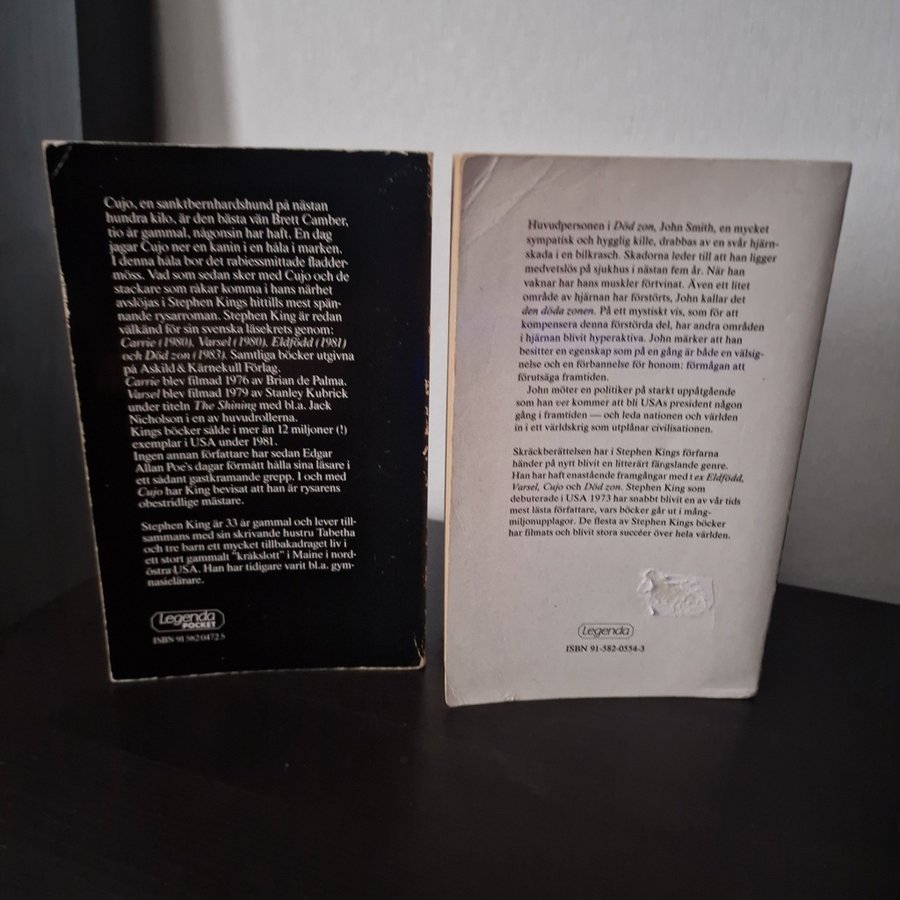 Cujo, en sanktbernhardshund på nästan
hundra kilo, är den bästa vän Brett Camber,
tio år gammal, någonsin har haft. En dag
jagar Cujo ner en kanin i en håla i marken.
I denna håla bor det rabiessmittade fladder-
möss. Vad som sedan sker med Cujo och de
stackare som råkar komma i hans närhet
avslöjas i Stephen Kings hittills mest spän-
nande rysarroman. Stephen King är redan
välkänd för sin svenska läsekrets genom:
Carrie (1980), Varsel (1980), Eldfödd (1981)
och Död zon (1983). Samtliga böcker utgivna
på Askild & Kärnekull Förlag.
Carrie blev filmad 1976 av Brian de Palma.
Varsel blev filmad 1979 av Stanley Kubrick
under titeln The Shining med bl.a. Jack
Nicholson i en av huvudrollerna.
Kings böcker sålde i mer än 12 miljoner (!)
exemplar i USA under 1981.
Ingen annan författare har sedan Edgar
Allan Poe's dagar förmått hålla sina läsare i
ett sådant gastkramande grepp. I och med
Cujo har King bevisat att han är rysarens
obestridlige mästare.
Stephen King är 33 år gammal och lever till-
sammans med sin skrivande hustru Tabetha
och tre barn ett mycket tillbakadraget liv i
ett stort gammalt "kråkslott" i Maine i nord-
östra USA. Han har tidigare varit bl.a. gym-
nasielärare.
Legenda
POCKET
ISBN 91 582 0472 5
Huvudpersonen i Död zon, John Smith, en mycket
sympatisk och hygglig kille, drabbas av en svår hjärn-
skada i en bilkrasch. Skadorna leder till att han ligger
medvetslös på sjukhus i nästan fem år. När han
vaknar har hans muskler förtvinat. Även ett litet
område av hjärnan har förstörts, John kallar det
den döda zonen. På ett mystiskt vis, som för att
kompensera denna förstörda del, har andra områden
i hjärnan blivit hyperaktiva. John märker att han
besitter en egenskap som på en gång är både en välsig-
nelse och en förbannelse för honom: förmågan att
förutsäga framtiden.
John möter en politiker på starkt uppåtgående
som han vet kommer att bli USAs president någon
gång i framtiden — och leda nationen och världen
in i ett världskrig som utplånar civilisationen.
Skräckberättelsen har i Stephen Kings förfarna
händer på nytt blivit en litterärt fängslande genre.
Han har haft enastående framgångar med t ex Eldfödd,
Varsel, Cujo och Död zon. Stephen King som
debuterade i USA 1973 har snabbt blivit en av vår tids
mest lästa författare, vars böcker går ut i mång-
miljonupplagor. De flesta av Stephen Kings böcker
har filmats och blivit stora succéer över hela världen.
Legenda
ISBN 91-582-0554-3